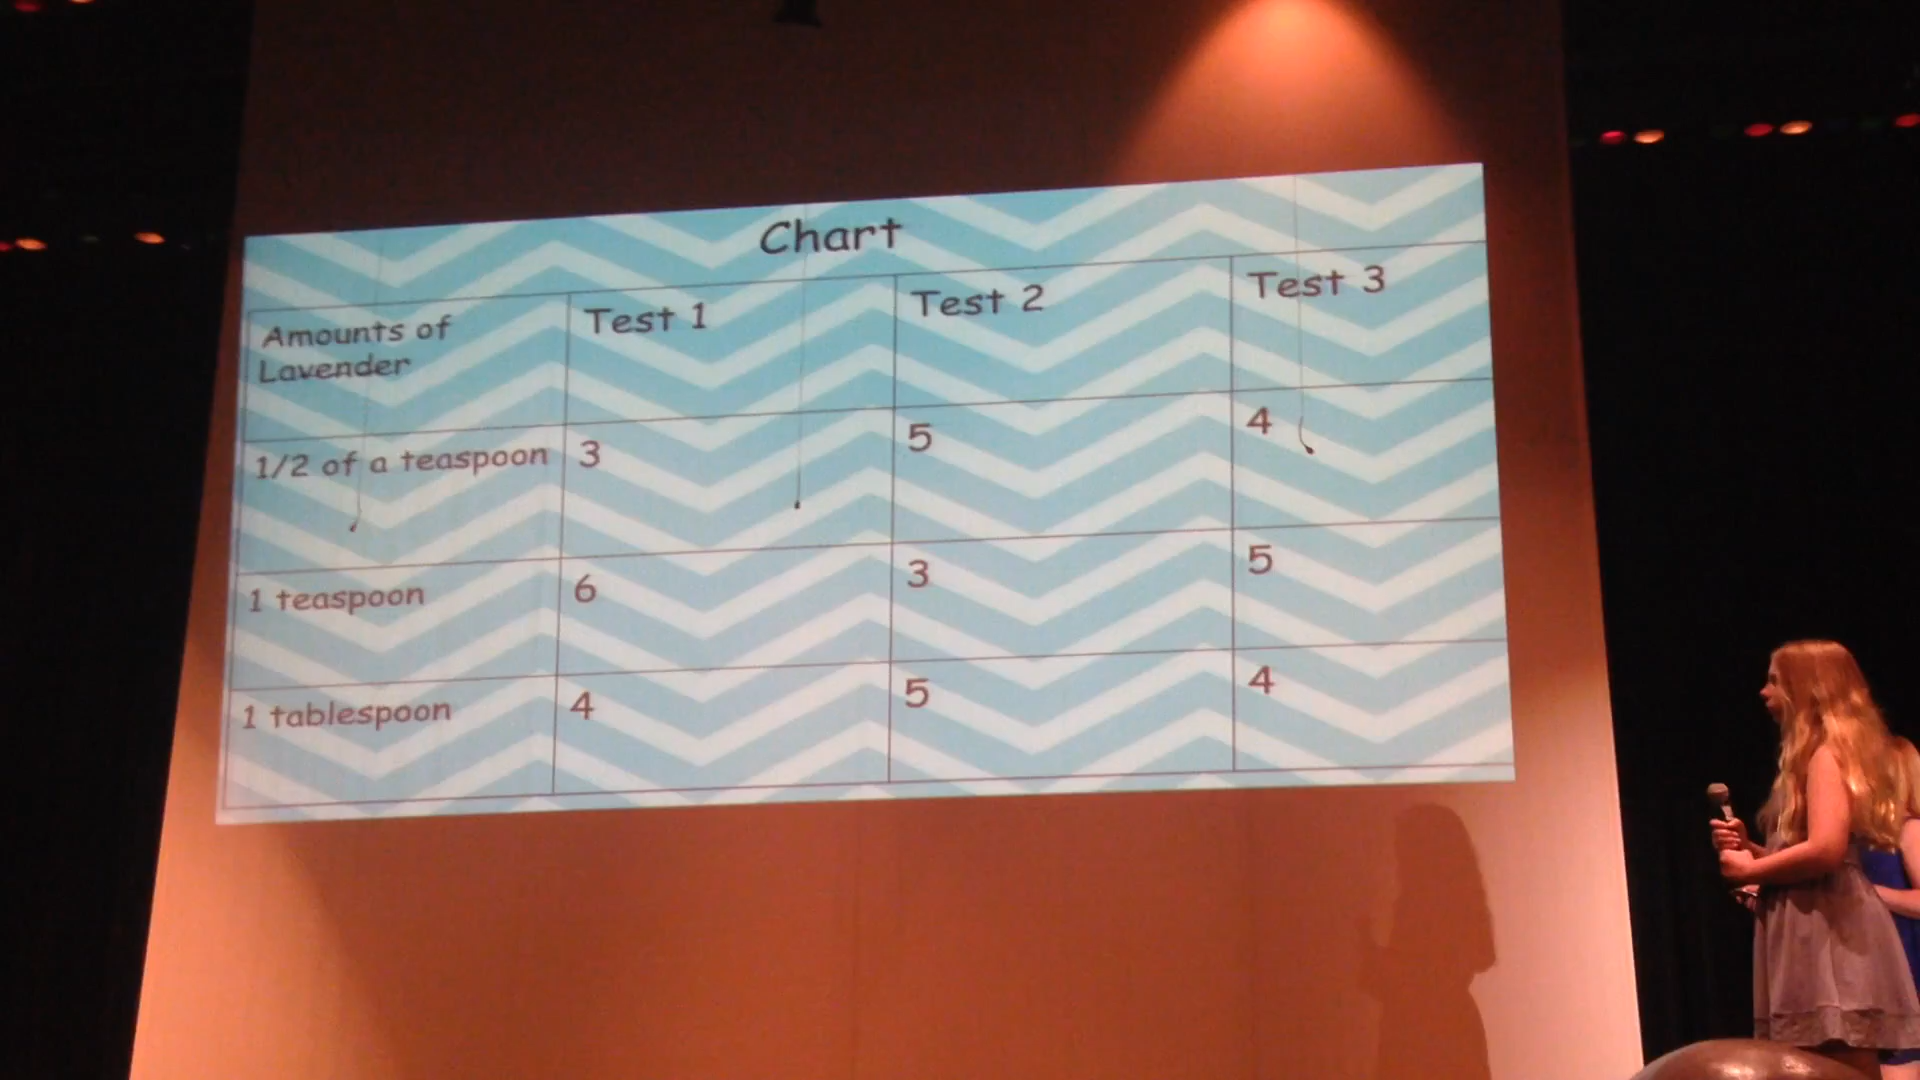 Chart
Amounts of
Lavender
Test 1
Test 2
Test 3
1/2 of a teaspoon
3
5
4
1 teaspoon
6
3
5
1 tablespoon
4
5
4